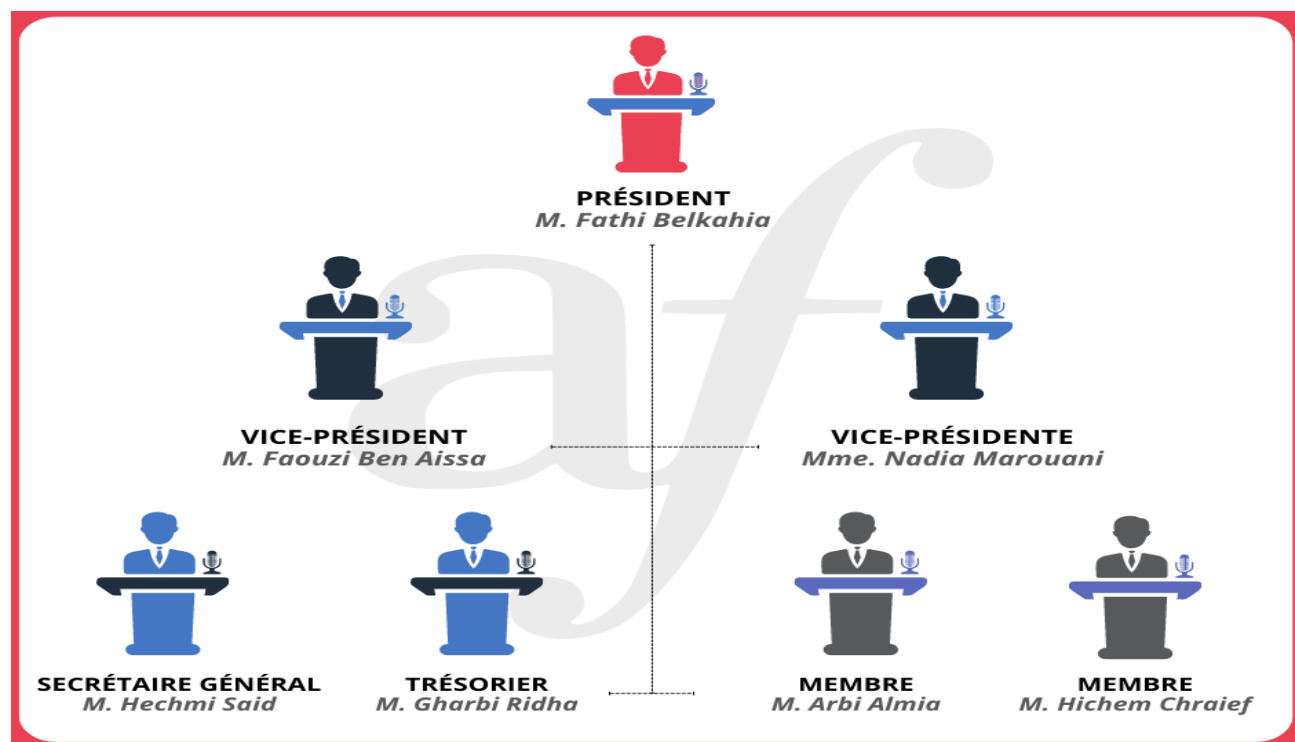 PRÉSIDENT
M. Fathi Belkahia
VICE-PRÉSIDENT
M. Faouzi Ben Aissa
VICE-PRÉSIDENTE
Mme. Nadia Marouani
SECRÉTAIRE GÉNÉRAL
M. Hechmi Said
TRÉSORIER
M. Gharbi Ridha
MEMBRE
M. Arbi Almia
MEMBRE
M. Hichem Chraief
af